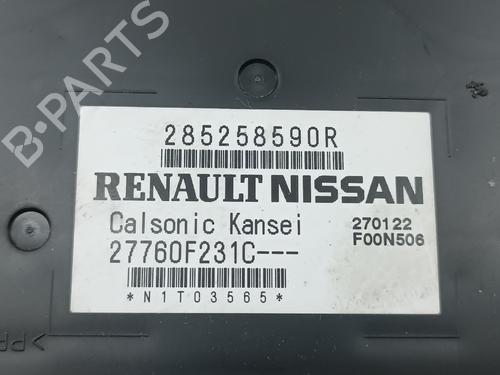 285258590R
RENAULT NISSAN
Calsonic Kansei
270122
27760F231C---
F00N506
*N1T03565*
B-PARTS